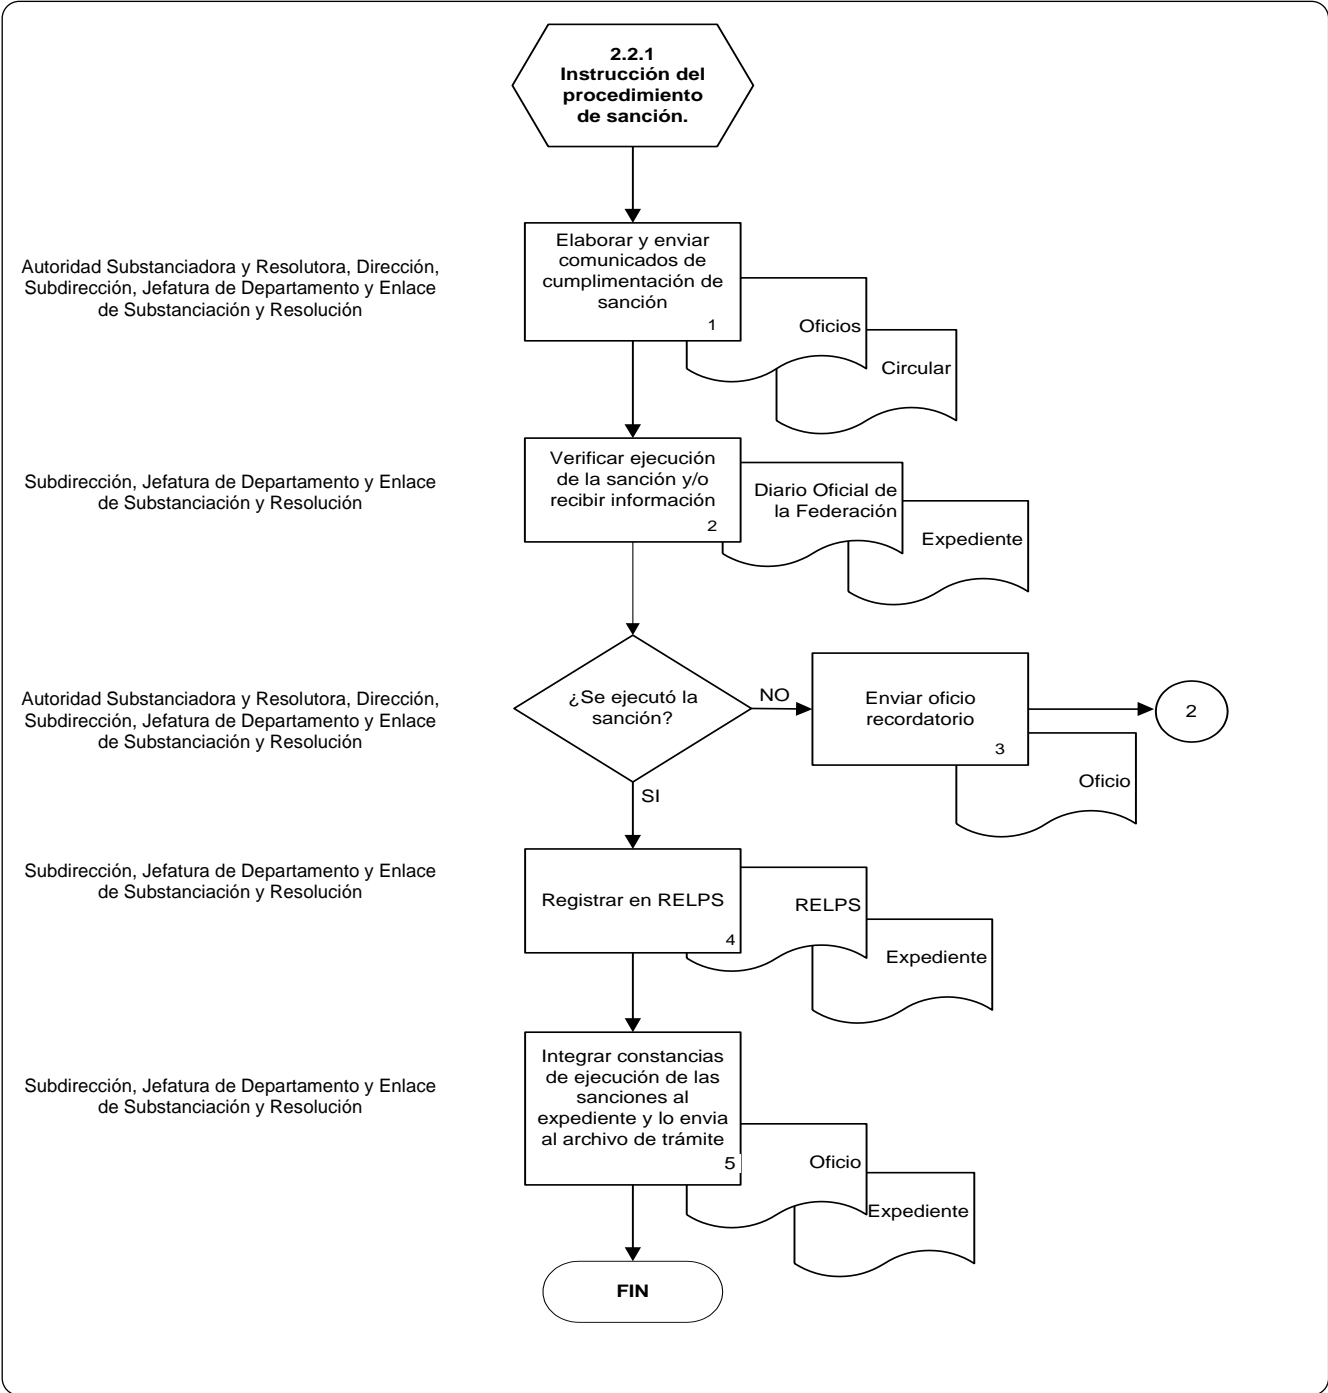 2.2.1
Instrucción del
procedimiento
de sanción.
Autoridad Substanciadora y Resolutora, Dirección,
Subdirección, Jefatura de Departamento y Enlace
de Substanciación y Resolución
Elaborar y enviar
comunicados de
cumplimentación de
sanción
1
Oficios
Circular
Subdirección, Jefatura de Departamento y Enlace
de Substanciación y Resolución
Verificar ejecución
de la sanción y/o
recibir información
2
Diario Oficial de
la Federación
Expediente
Autoridad Substanciadora y Resolutora, Dirección,
Subdirección, Jefatura de Departamento y Enlace
de Substanciación y Resolución
¿Se ejecutó la
sanción?
NO
Enviar oficio
recordatorio
3
2
Oficio
SI
Subdirección, Jefatura de Departamento y Enlace
de Substanciación y Resolución
Registrar en RELPS
4
RELPS
Expediente
Subdirección, Jefatura de Departamento y Enlace
de Substanciación y Resolución
Integrar constancias
de ejecución de las
sanciones al
expediente y lo envia
al archivo de trámite
5
Oficio
Expediente
FIN